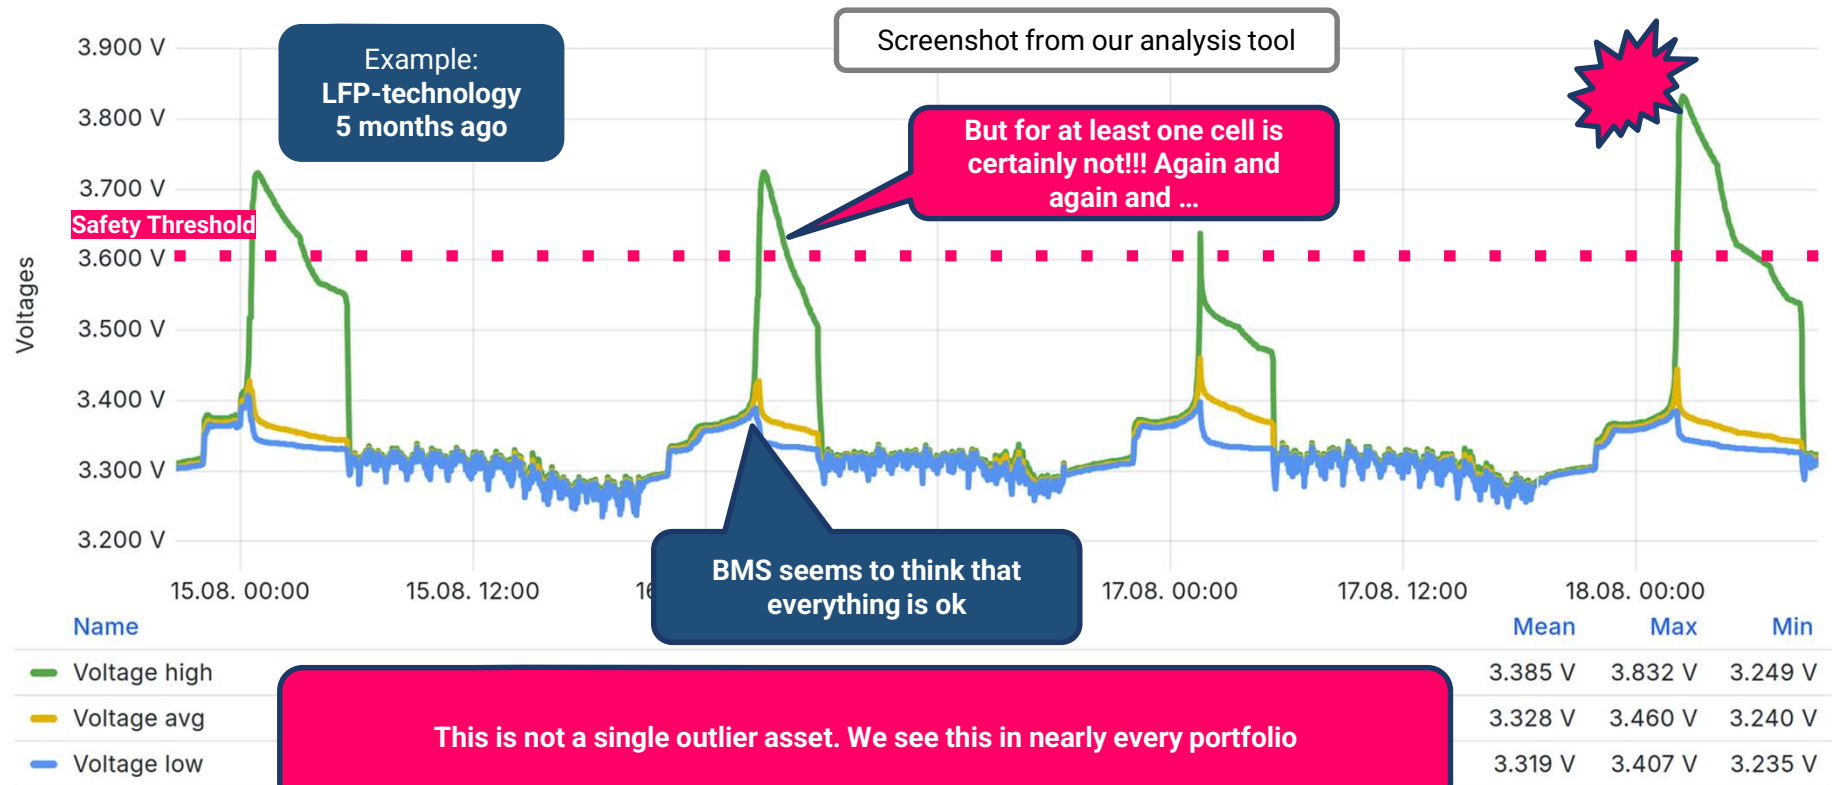 Screenshot from our analysis tool
Example:
LFP-technology
5 months ago
But for at least one cell is
certainly not!!! Again and
again and ...
3.900 V
3.800 V
3.700 V
Safety Threshold
3.600 V
3.500 V
3.400 V
3.300 V
3.200 V
Voltages
BMS seems to think that
everything is ok
15.08. 00:00
15.08. 12:00
17.08. 00:00
17.08. 12:00
18.08. 00:00
Name Mean Max Min
Voltage high 3.385 V 3.832 V 3.249 V
Voltage avg 3.328 V 3.460 V 3.240 V
Voltage low 3.319 V 3.407 V 3.235 V
This is not a single outlier asset. We see this in nearly every portfolio